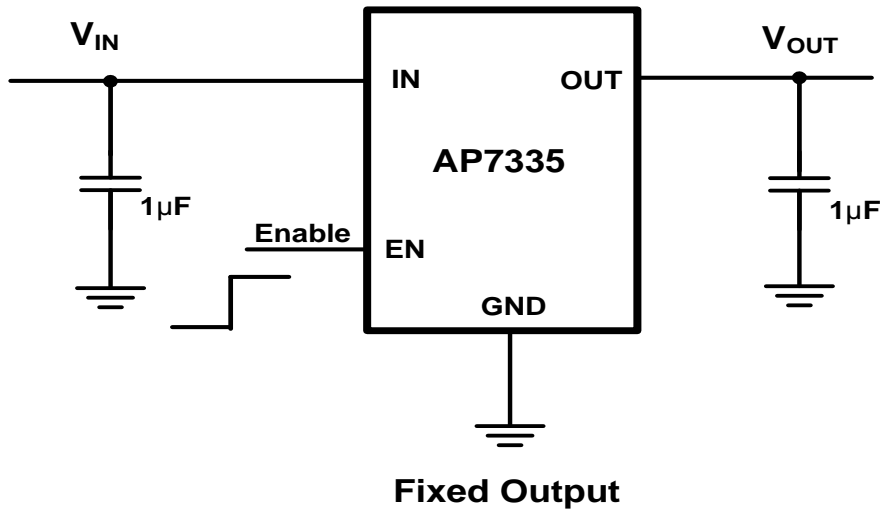 VIN
VOUT
IN
OUT
AP7335
1µF
1µF
Enable
EN
GND
Fixed Output